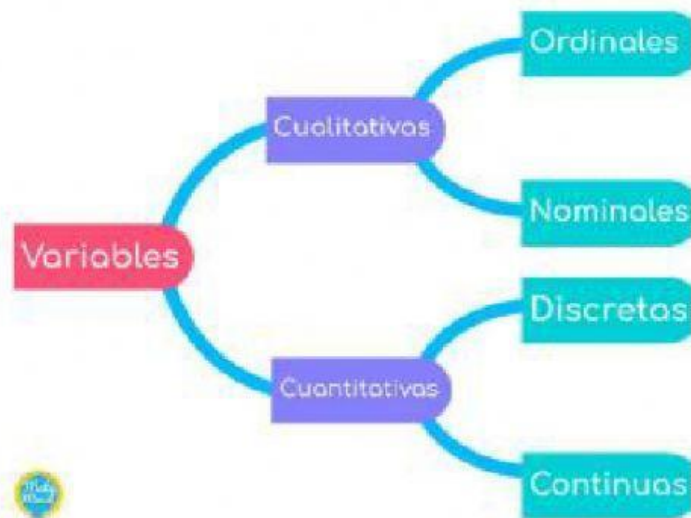 Variables
Cualitativas
Ordinales
Nominales
Cuantitativas
Discretas
Continuas